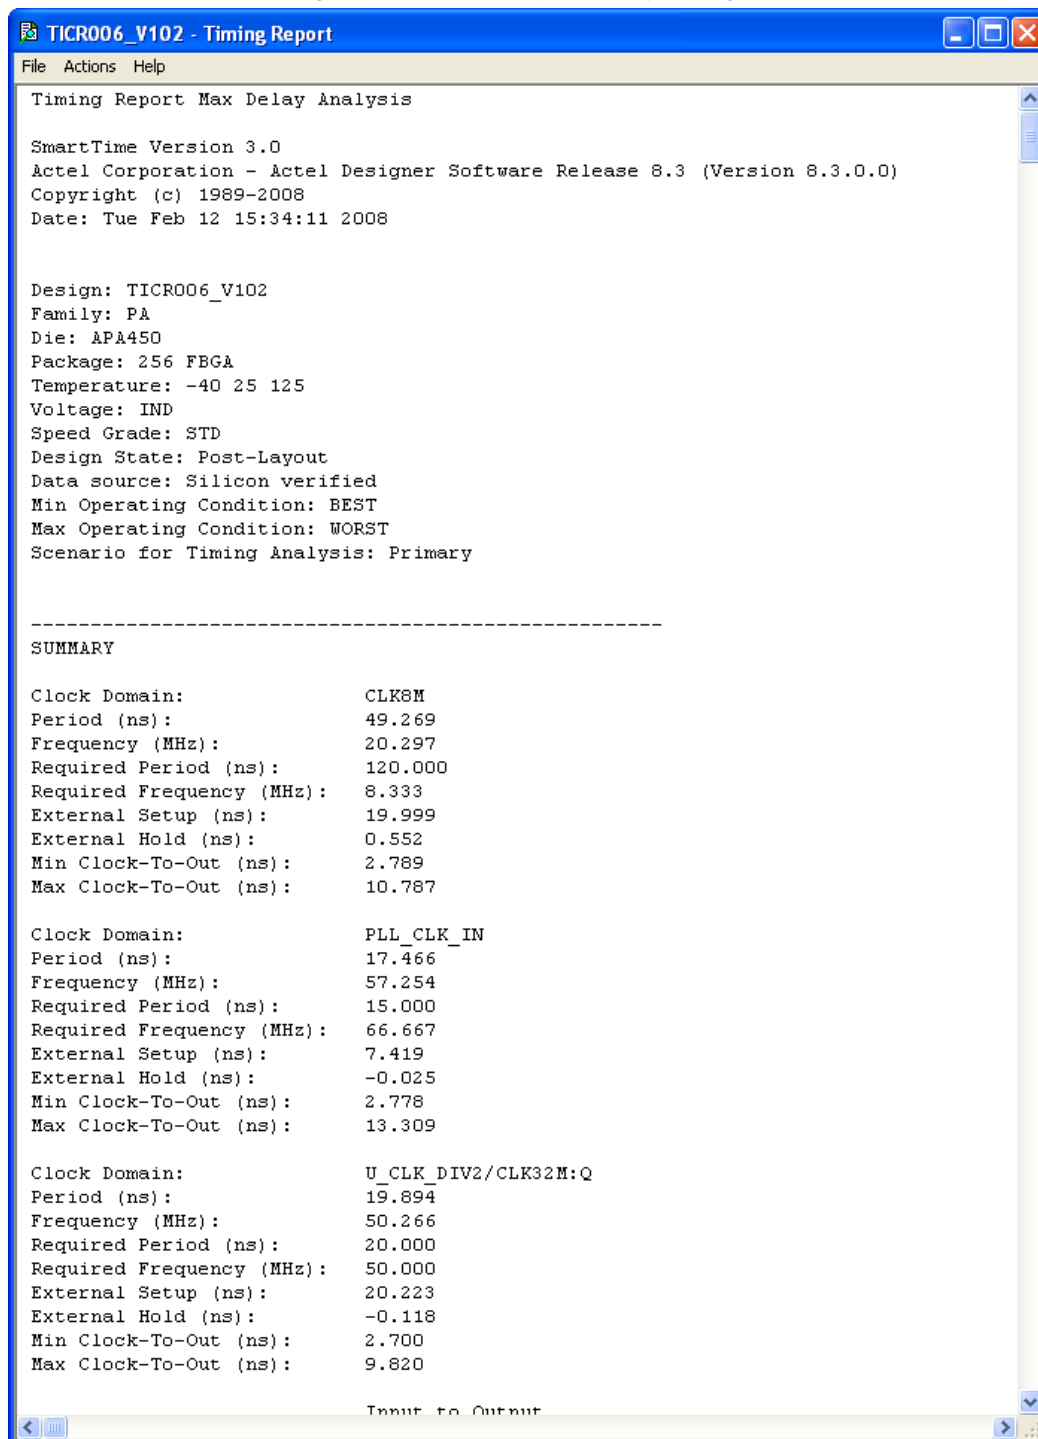 TICR006_V102 - Timing Report
File Actions Help
Timing Report Max Delay Analysis
SmartTime Version 3.0
Actel Corporation - Actel Designer Software Release 8.3 (Version 8.3.0.0)
Copyright (c) 1989-2008
Date: Tue Feb 12 15:34:11 2008
Design: TICR006_V102
Family: PA
Die: APA450
Package: 256 FBGA
Temperature: -40 25 125
Voltage: IND
Speed Grade: STD
Design State: Post-Layout
Data source: Silicon verified
Min Operating Condition: BEST
Max Operating Condition: WORST
Scenario for Timing Analysis: Primary
-----------------------------------------------------
SUMMARY
Clock Domain: CLK8M
Period (ns): 49.269
Frequency (MHz): 20.297
Required Period (ns): 120.000
Required Frequency (MHz): 8.333
External Setup (ns): 19.999
External Hold (ns): 0.552
Min Clock-To-Out (ns): 2.789
Max Clock-To-Out (ns): 10.787
Clock Domain: PLL_CLK_IN
Period (ns): 17.466
Frequency (MHz): 57.254
Required Period (ns): 15.000
Required Frequency (MHz): 66.667
External Setup (ns): 7.419
External Hold (ns): -0.025
Min Clock-To-Out (ns): 2.778
Max Clock-To-Out (ns): 13.309
Clock Domain: U_CLK_DIV2/CLK32M:Q
Period (ns): 19.894
Frequency (MHz): 50.266
Required Period (ns): 20.000
Required Frequency (MHz): 50.000
External Setup (ns): 20.223
External Hold (ns): -0.118
Min Clock-To-Out (ns): 2.700
Max Clock-To-Out (ns): 9.820
Input to Output